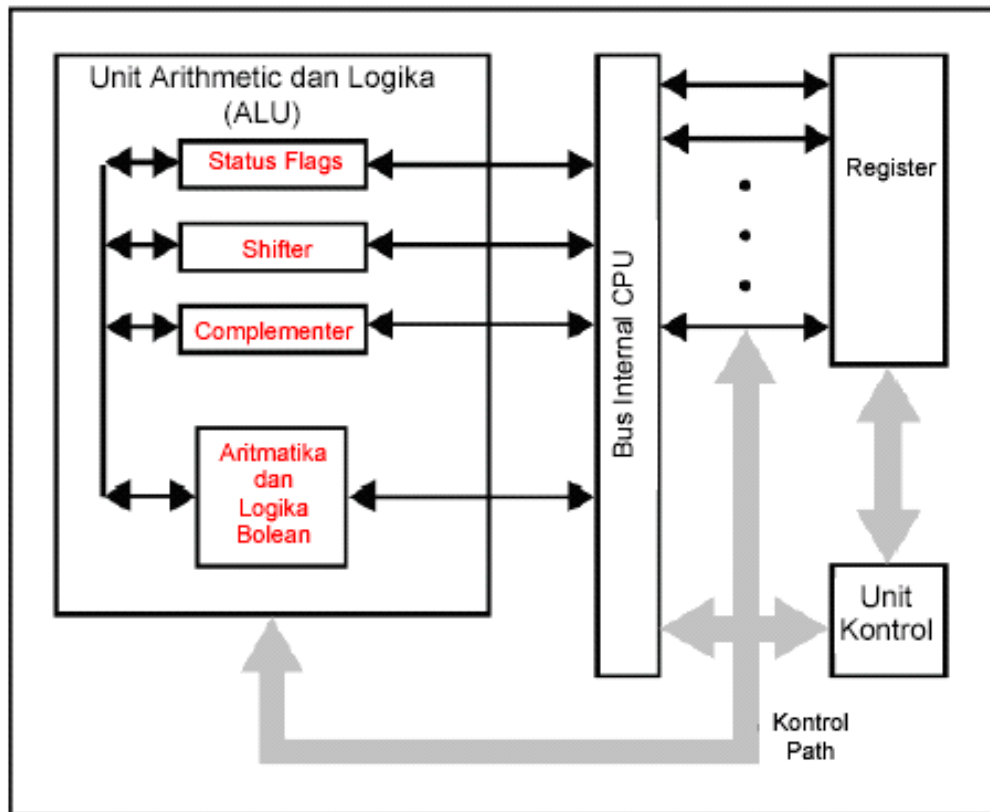 Unit Arithmetic dan Logika
(ALU)
Status Flags
Shifter
Complementer
Aritmatika
dan
Logika
Bolean
Bus Internal CPU
Register
Unit
Kontrol
Kontrol
Path